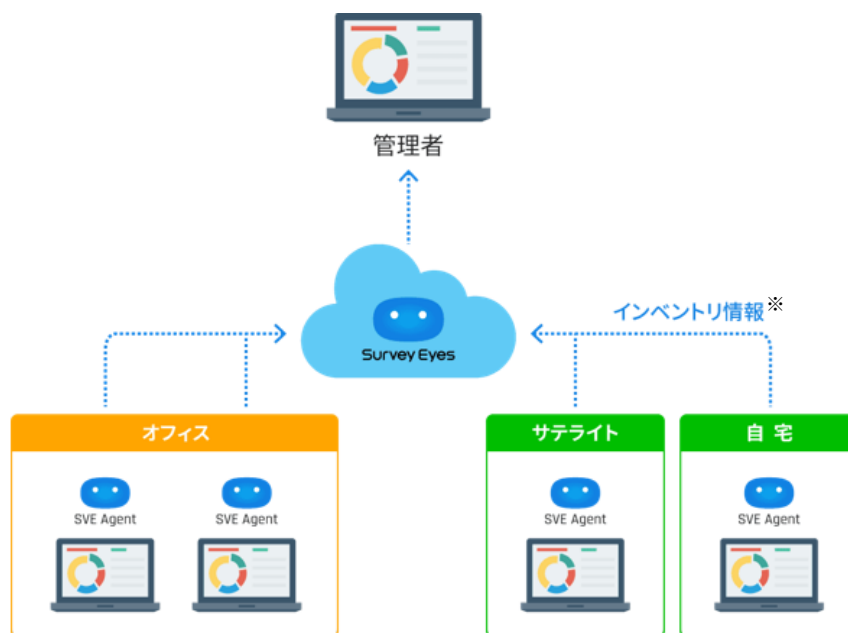 管理者
インベントリ情報※
Survey Eyes
オフィス
サテライト
自 宅
SVE Agent
SVE Agent
SVE Agent
SVE Agent